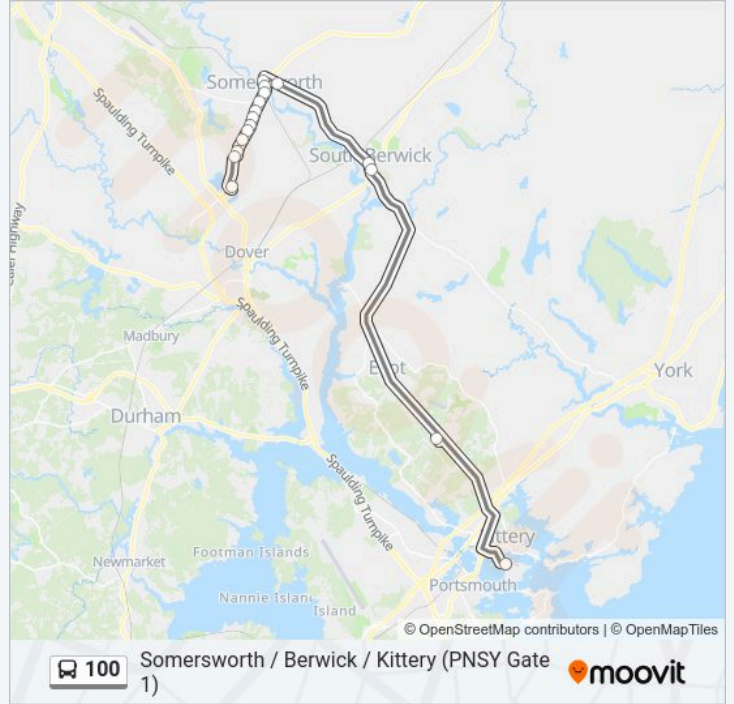 Somersworth
Spaulding Turnpike
South Berwick
Dover
Spaulding Turnpike
Madbury
Eliot
York
Durham
Spaulding Turnpike
Kittery
Footman Islands
Newmarket
Portsmouth
Nannie Island
Island
© OpenStreetMap contributors | © OpenMapTiles
100
Somersworth / Berwick / Kittery (PNSY Gate
1)
moovit